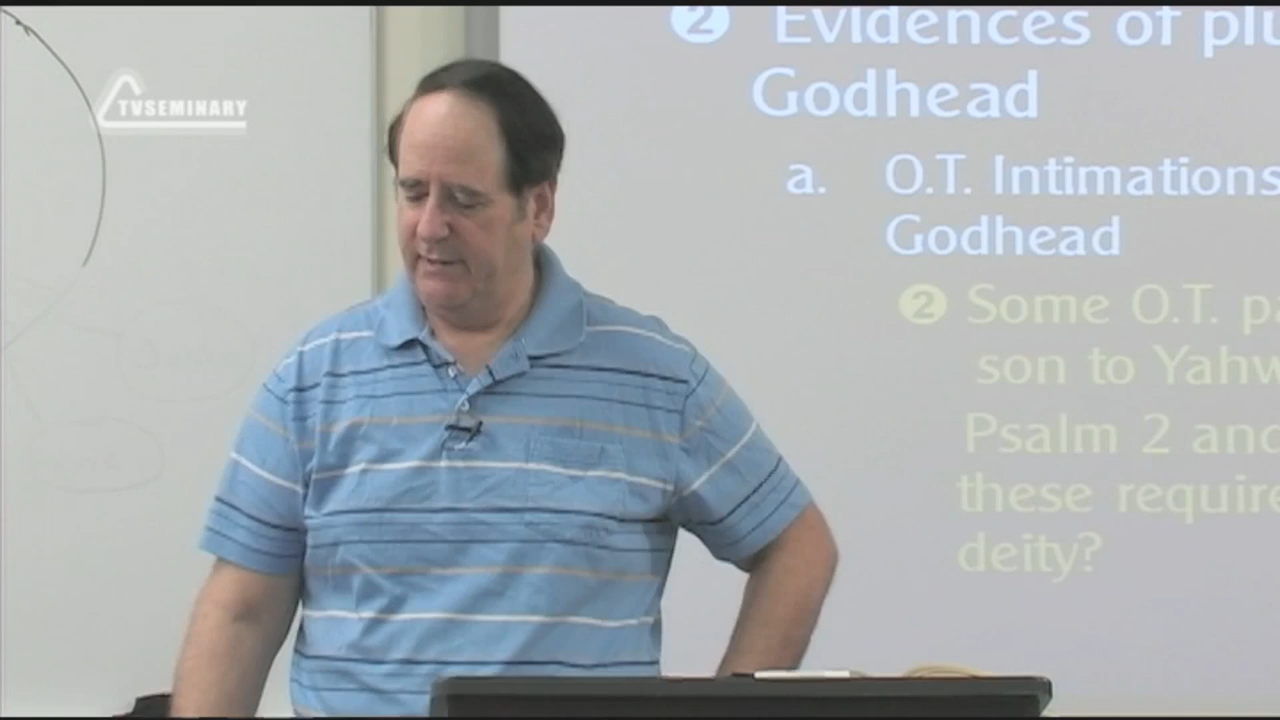 TVSEMINARY
2 Evidences of plu
Godhead
a. O.T. Intimations
Godhead
2 Some O.T. pa
son to Yahw
Psalm 2 and
these require
deity?